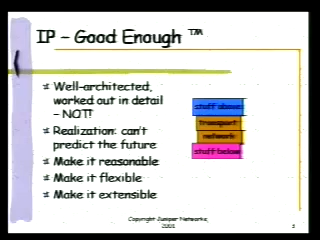 IP – Good Enough ™
Well-architected,
worked out in detail
– NOT!
Realization: can't
predict the future
Make it reasonable
Make it flexible
Make it extensible
stuff above
transport
network
stuff below
Copyright Juniper Networks,
2001
3